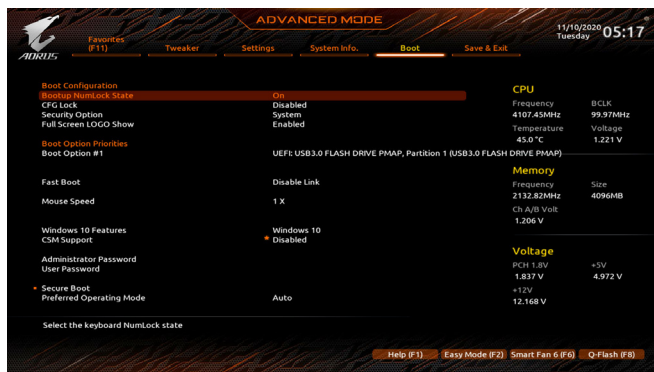 ADVANCED MODE
11/10/2020 Tuesday 05:17
AORUS
Favorites (F11) Tweaker Settings System Info. Boot Save & Exit
Boot Configuration
Bootup NumLock State On
CFG Lock Disabled
Security Option System
Full Screen LOGO Show Enabled
Boot Option Priorities
Boot Option #1 UEFI: USB3.0 FLASH DRIVE PMAP, Partition 1 (USB3.0 FLASH DRIVE PMAP)
Fast Boot Disable Link
Mouse Speed 1 X
Windows 10 Features Windows 10
CSM Support * Disabled
Administrator Password
User Password
Secure Boot
Preferred Operating Mode Auto
Select the keyboard NumLock state
CPU
Frequency BCLK
4107.45MHz 99.97MHz
Temperature Voltage
45.0 °C 1.221 V
Memory
Frequency Size
2132.82MHz 4096MB
Ch A/B Volt
1.206 V
Voltage
PCH 1.8V +5V
1.837 V 4.972 V
+12V
12.168 V
Help (F1) Easy Mode (F2) Smart Fan 6 (F6) Q-Flash (F8)